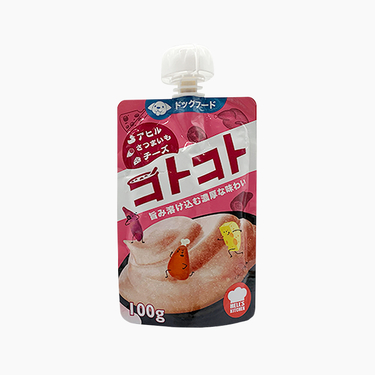 ドッグフード
アヒル
さつまいも
チーズ
コトコト
旨み溶け込む濃厚な味わい
100g
HELLS
KITCHEN